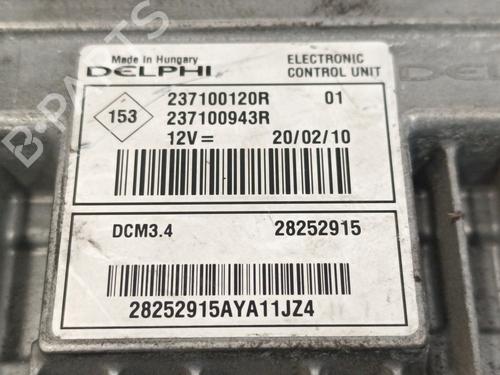 Made in Hungary
DELPHI
ELECTRONIC
CONTROL UNIT
153
237100120R 01
237100943R
12V= 20/02/10
DCM3.4 28252915
28252915AYA11JZ4
B-PARTS
DELPHI